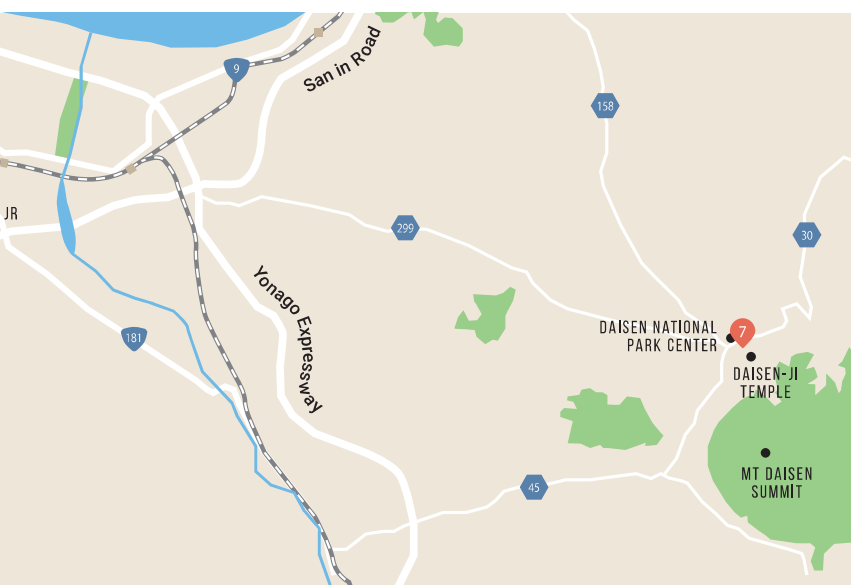 9
San in Road
158
JR
299
30
Yonago Expressway
181
DAISEN NATIONAL
PARK CENTER
7
DAISEN-JI
TEMPLE
MT DAISEN
SUMMIT
45